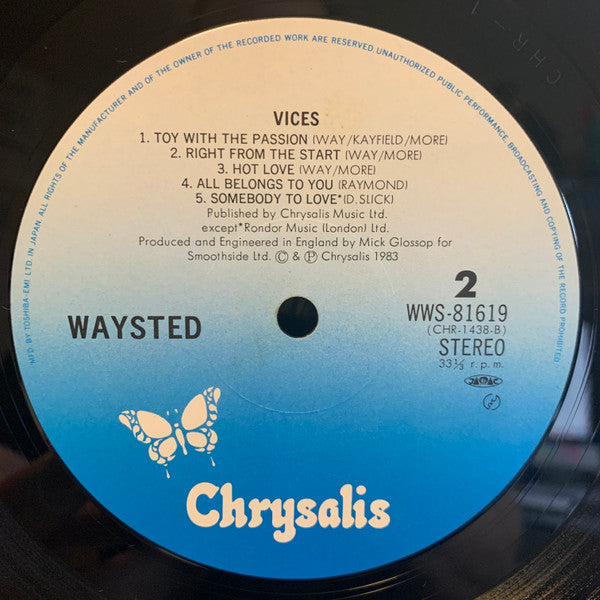 ALL RIGHTS OF THE MANUFACTURER AND OF THE OWNER OF THE RECORDED WORK ARE RESERVED. UNAUTHORIZED PUBLIC PERFORMANCE, BROADCASTING AND COPYING OF THE RECORD PROHIBITED
MFD. BY TOSHIBA-EMI LTD. IN JAPAN.
VICES
1. TOY WITH THE PASSION (WAY/KAYFIELD/MORE)
2. RIGHT FROM THE START (WAY/MORE)
3. HOT LOVE (WAY/MORE)
4. ALL BELONGS TO YOU (RAYMOND)
5. SOMEBODY TO LOVE* (D. SLICK)
Published by Chrysalis Music Ltd.
except*Rondor Music (London) Ltd.
Produced and Engineered in England by Mick Glossop for
Smoothside Ltd. © & ℗ Chrysalis 1983
WAYSTED
2
WWS-81619
(CHR-1438-B)
STEREO
33⅓ r.p.m.
JASRAC
Chrysalis